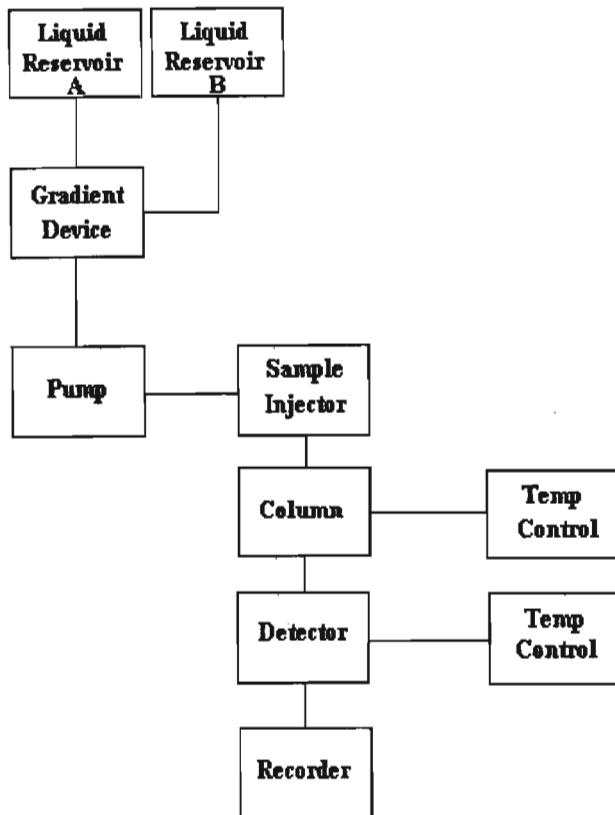 Liquid
Reservoir
A
Liquid
Reservoir
B
Gradient
Device
Pump
Sample
Injector
Column
Temp
Control
Detector
Temp
Control
Recorder